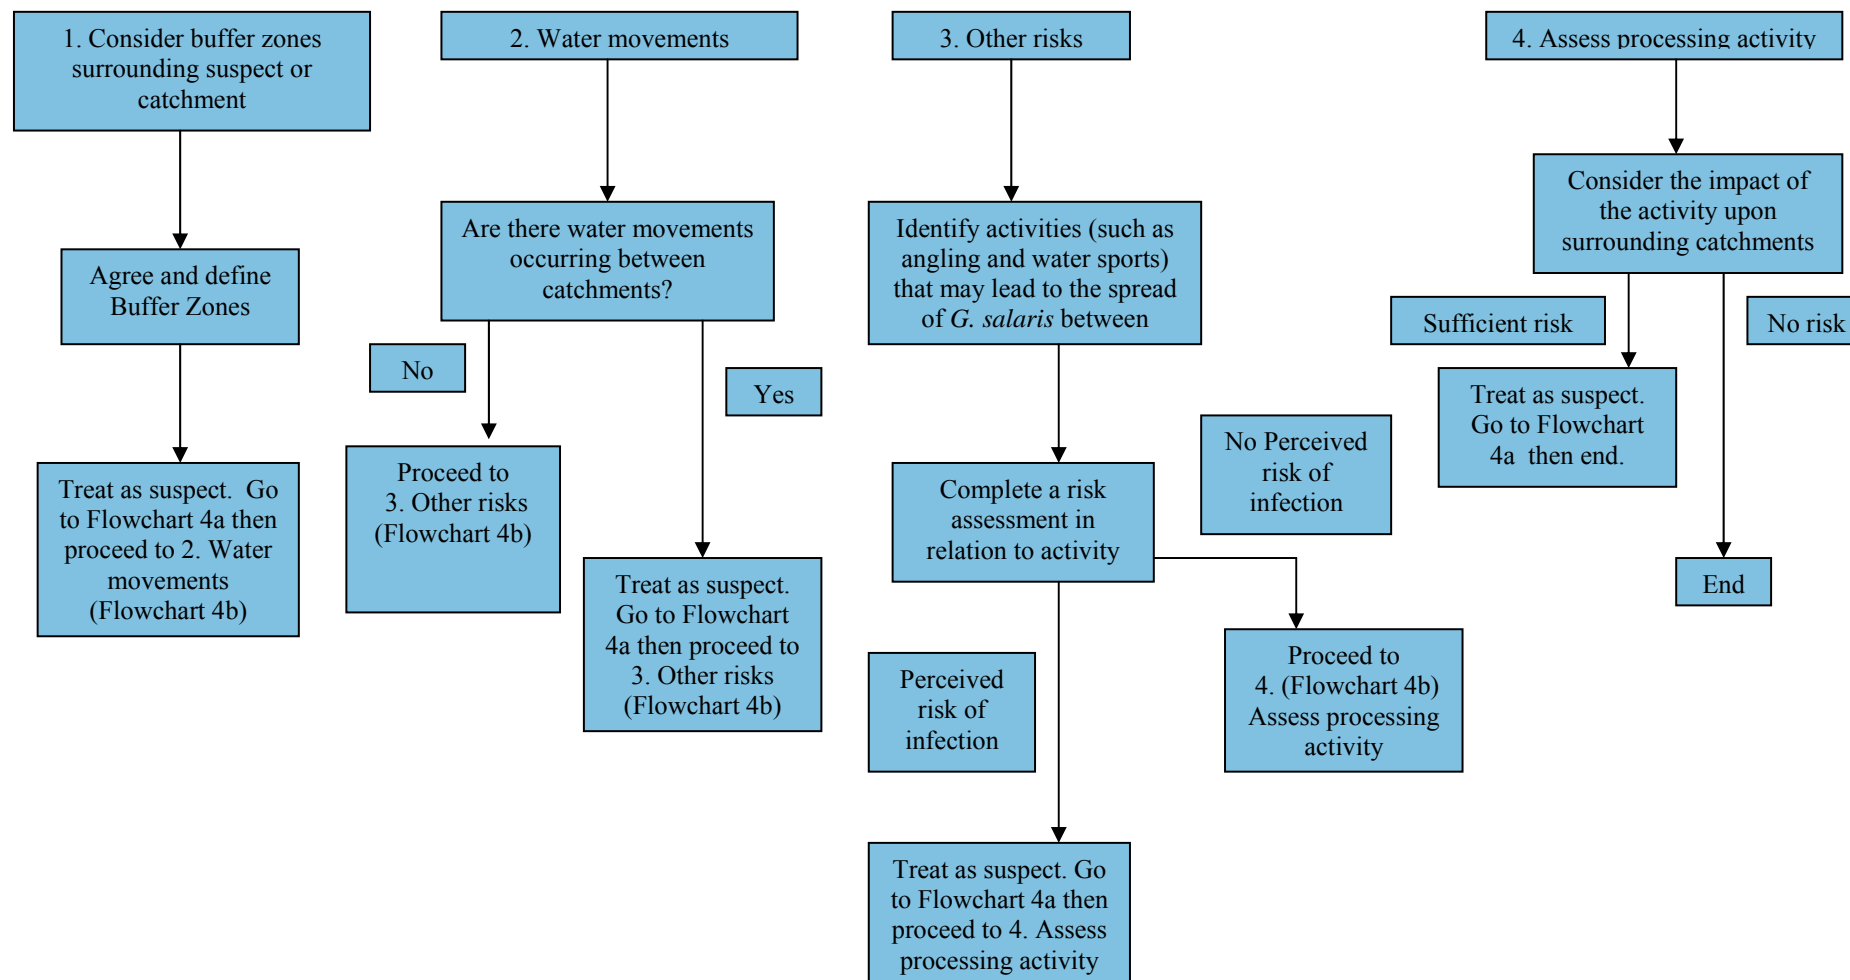 1. Consider buffer zones
surrounding suspect or
catchment
Agree and define
Buffer Zones
Treat as suspect.  Go
to Flowchart 4a then
proceed to 2. Water
movements
(Flowchart 4b)
2. Water movements
Are there water movements
occurring between
catchments?
No
Yes
Proceed to
3. Other risks
(Flowchart 4b)
Treat as suspect.
Go to Flowchart
4a then proceed to
3. Other risks
(Flowchart 4b)
3. Other risks
Identify activities (such as
angling and water sports)
that may lead to the spread
of G. salaris between
Complete a risk
assessment in
relation to activity
No Perceived
risk of
infection
Perceived
risk of
infection
Proceed to
4. (Flowchart 4b)
Assess processing
activity
Treat as suspect. Go
to Flowchart 4a then
proceed to 4. Assess
processing activity
4. Assess processing activity
Consider the impact of
the activity upon
surrounding catchments
Sufficient risk
No risk
Treat as suspect.
Go to Flowchart
4a  then end.
End